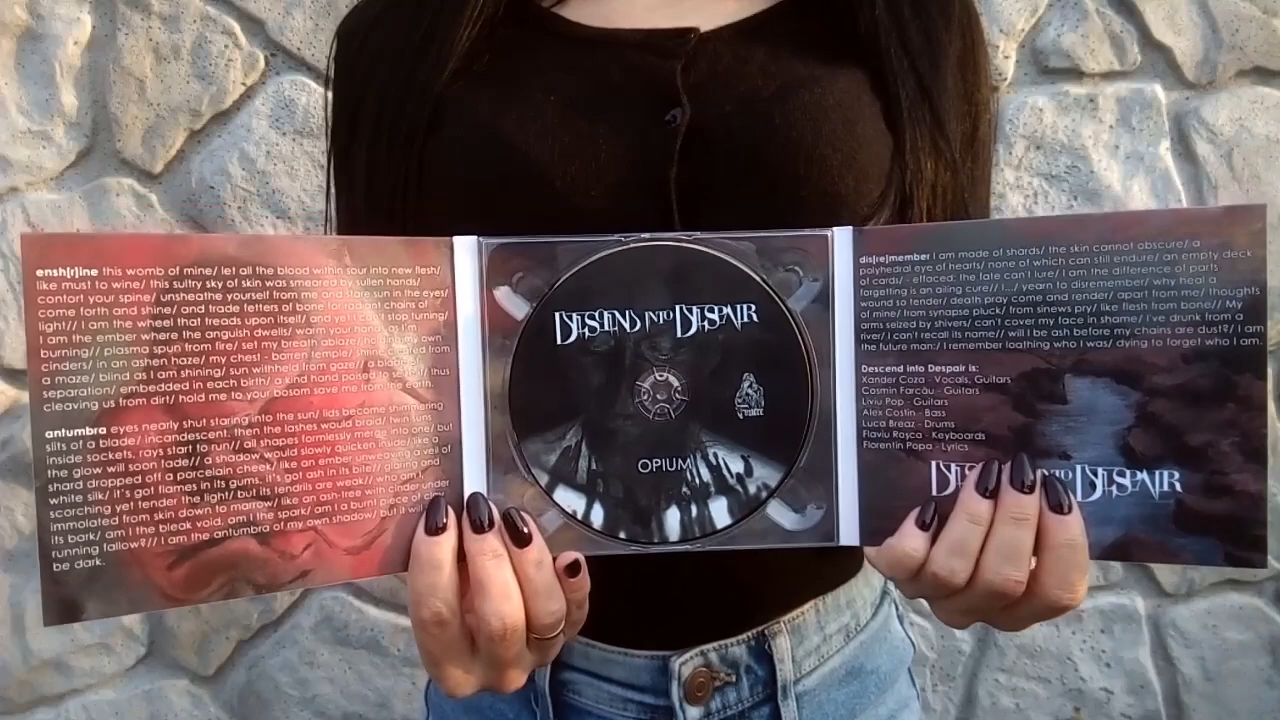 ensh[r]ine this womb of mine/ let all the blood within sour into new flesh/
like must to wine/ this sultry sky of skin was smeared by sullen hands/
contort your spine/ unsheathe yourself from me and stare sun in the eyes/
come forth and shine/ and trade fetters of bone for radiant chains of
light// I am the wheel that treads upon itself/ and yet I can't stop turning/
I am the ember where the anguish dwells/ warm your hand, as I'm
burning// plasma spun from fire/ set my breath ablaze/ holding my own
cinders/ in an ashen haze/ my chest - barren temple/ shrine cleared from
a maze/ blind as I am shining/ sun withheld from gaze// a blood
separation/ embedded in each birth/ a kind hand poised to thus
cleaving us from dirt/ hold me to your bosom save me from the earth.
antumbra eyes nearly shut staring into the sun/ lids become shimmering
slits of a blade/ incandescent, then the lashes would braid/ twin suns
inside sockets, rays start to run// all shapes formlessly merge into one/ but
the glow will soon fade// a shadow would slowly quicken inside/ like a
shard dropped off a porcelain cheek/ like an ember unweaving a veil of
white silk/ it's got flames in its gums, it's got ash in its bite// glaring and
scorching yet tender the light/ but its tendrils are weak// who am I,
immolated from skin down to marrow/ like an ash-tree with cinder under
its bark/ am I the bleak void, am I the spark/ am I a burnt piece of clay
running fallow?// I am the antumbra of my own shadow/ but it will
be dark.
DESCEND INTO DESPAIR
OPIUM
dis[re]member I am made of shards/ the skin cannot obscure/ a
polyhedral eye of hearts/ none of which can still endure/ an empty deck
of cards/ - effaced, the fate can't lure/ I am the difference of parts
forgetting is an ailing cure// I.../ yearn to disremember/ why heal a
wound so tender/ death pray come and render/ apart from me/ thoughts
of mine/ from synapse pluck/ from sinews pry/ like flesh from bone// My
arms seized by shivers/ can't cover my face in shame/ I've drunk from a
river/ I can't recall its name/ will I be ash before my chains are dust?/ I am
the future man:/ I remember loathing who I was/ dying to forget who I am.
Descend into Despair is:
Xander Coza - Vocals, Guitars
Cosmin Farcău - Guitars
Liviu Pop - Guitars
Alex Costin - Bass
Luca Breaz - Drums
Flaviu Roşca - Keyboards
Florentin Popa - Lyrics
DESPAIR